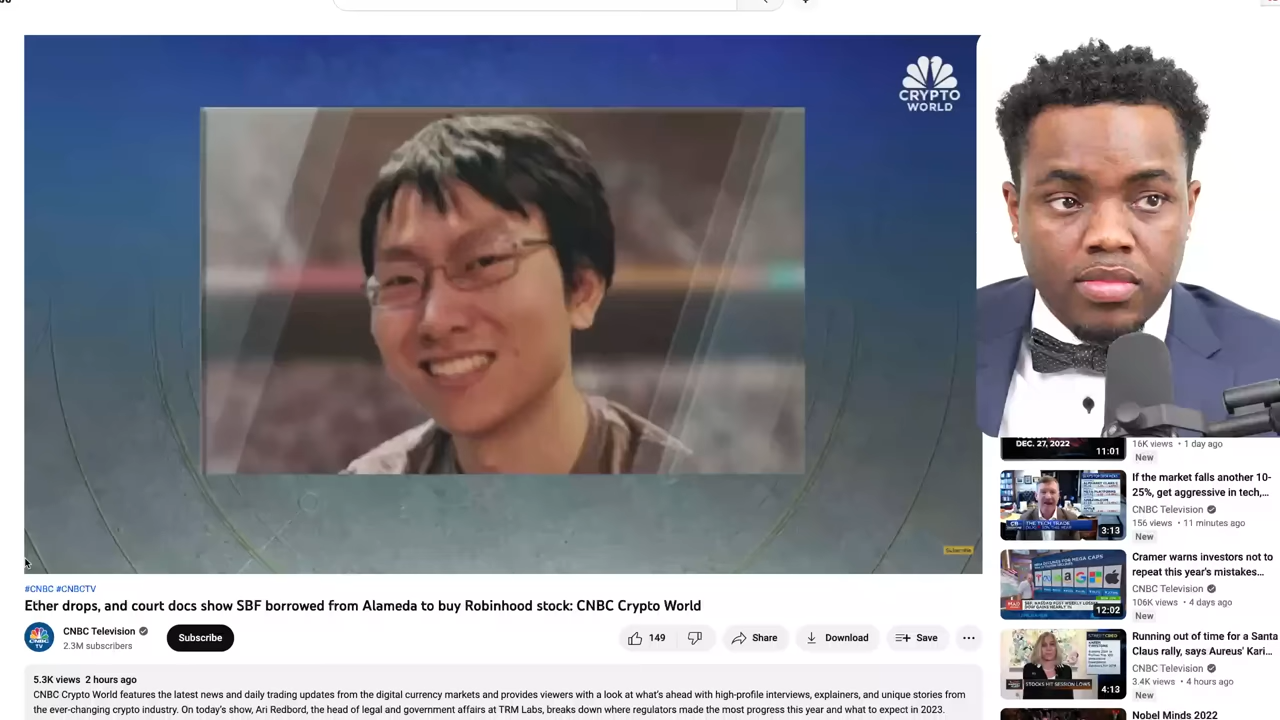 CRYPTO
WORLD
Subscribe
#CNBC #CNBCTV
Ether drops, and court docs show SBF borrowed from Alameda to buy Robinhood stock: CNBC Crypto World
CNBC Television
2.3M subscribers
Subscribe
149
Share
Download
Save
5.3K views 2 hours ago
CNBC Crypto World features the latest news and daily trading updates from the digital currency markets and provides viewers with a look at what's ahead with high-profile interviews, explainers, and unique stories from
the ever-changing crypto industry. On today's show, Ari Redbord, the head of legal and government affairs at TRM Labs, breaks down where regulators made the most progress this year and what to expect in 2023.
DEC. 27, 2022
11:01
16K views • 1 day ago
New
THE TECH TRADE
3:13
If the market falls another 10-
25%, get aggressive in tech,...
CNBC Television
156 views • 11 minutes ago
New
12:02
Cramer warns investors not to
repeat this year's mistakes...
CNBC Television
106K views • 4 days ago
New
STOCKS HIT SESSION LOWS
4:13
Running out of time for a Santa
Claus rally, says Aureus' Kari...
CNBC Television
3.4K views • 4 hours ago
New
Nobel Minds 2022